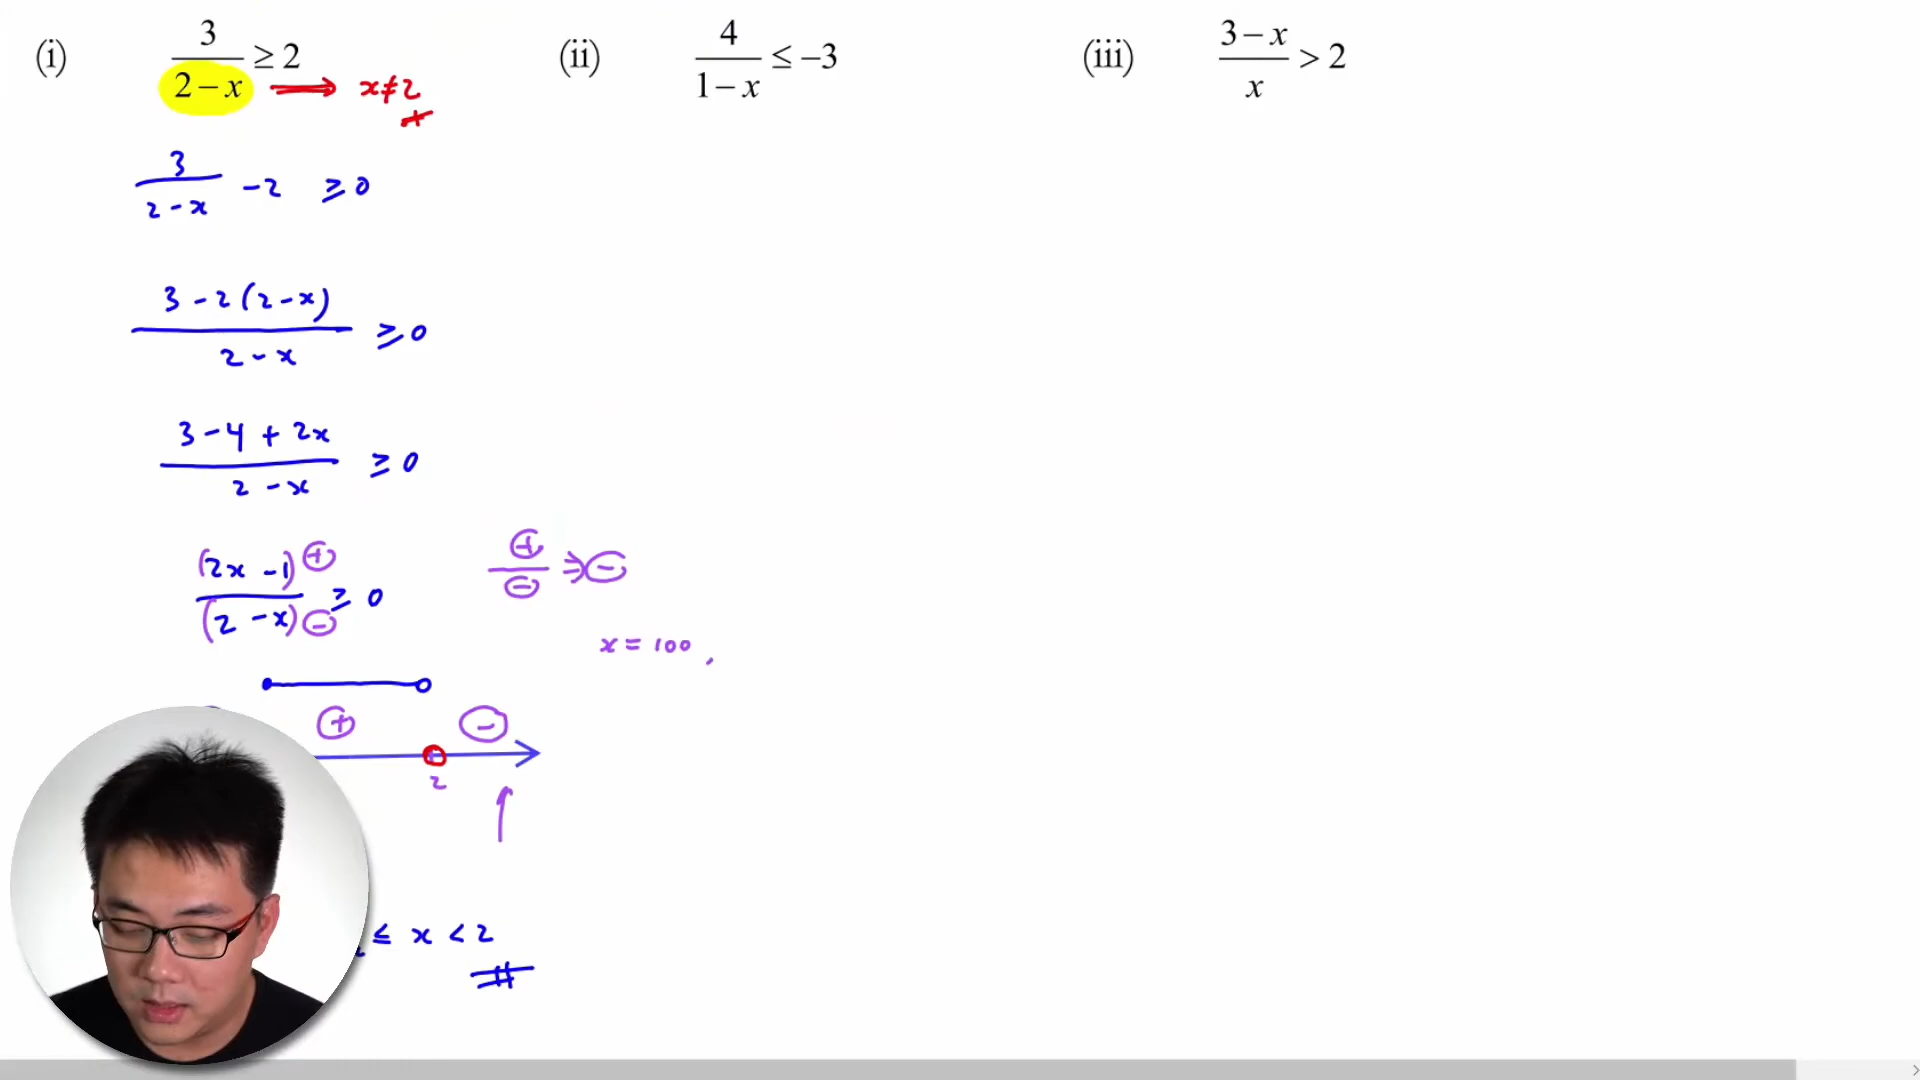 (i) 3/(2−x) ≥ 2 ⟹ x≠2
(ii) 4/(1−x) ≤ −3
(iii) (3−x)/x > 2
3/(2−x) −2 ≥ 0
(3−2(2−x))/(2−x) ≥ 0
(3−4+2x)/(2−x) ≥ 0
(2x−1)⊕/(2−x)⊖ ≥ 0
⊕/⊖ ⇒ ⊖
x = 100,
⊕ ⊖
2
≤ x < 2